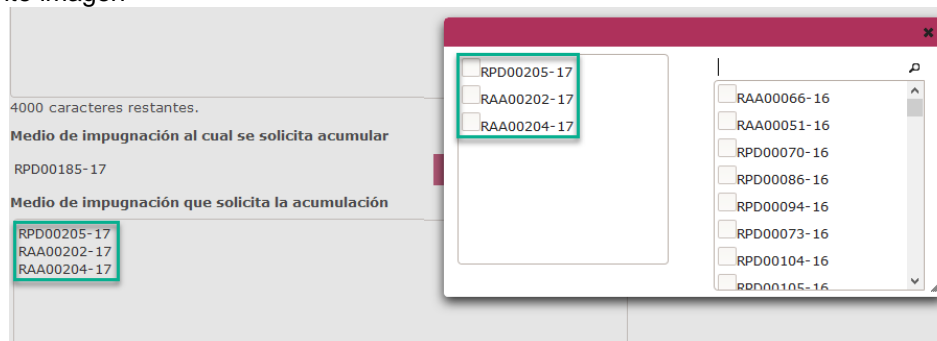 4000 caracteres restantes.
Medio de impugnación al cual se solicita acumular
RPD00185-17
Medio de impugnación que solicita la acumulación
RPD00205-17
RAA00202-17
RAA00204-17
RPD00205-17
RAA00202-17
RAA00204-17
RAA00066-16
RAA00051-16
RPD00070-16
RPD00086-16
RPD00094-16
RPD00073-16
RPD00104-16
RPD00105-16